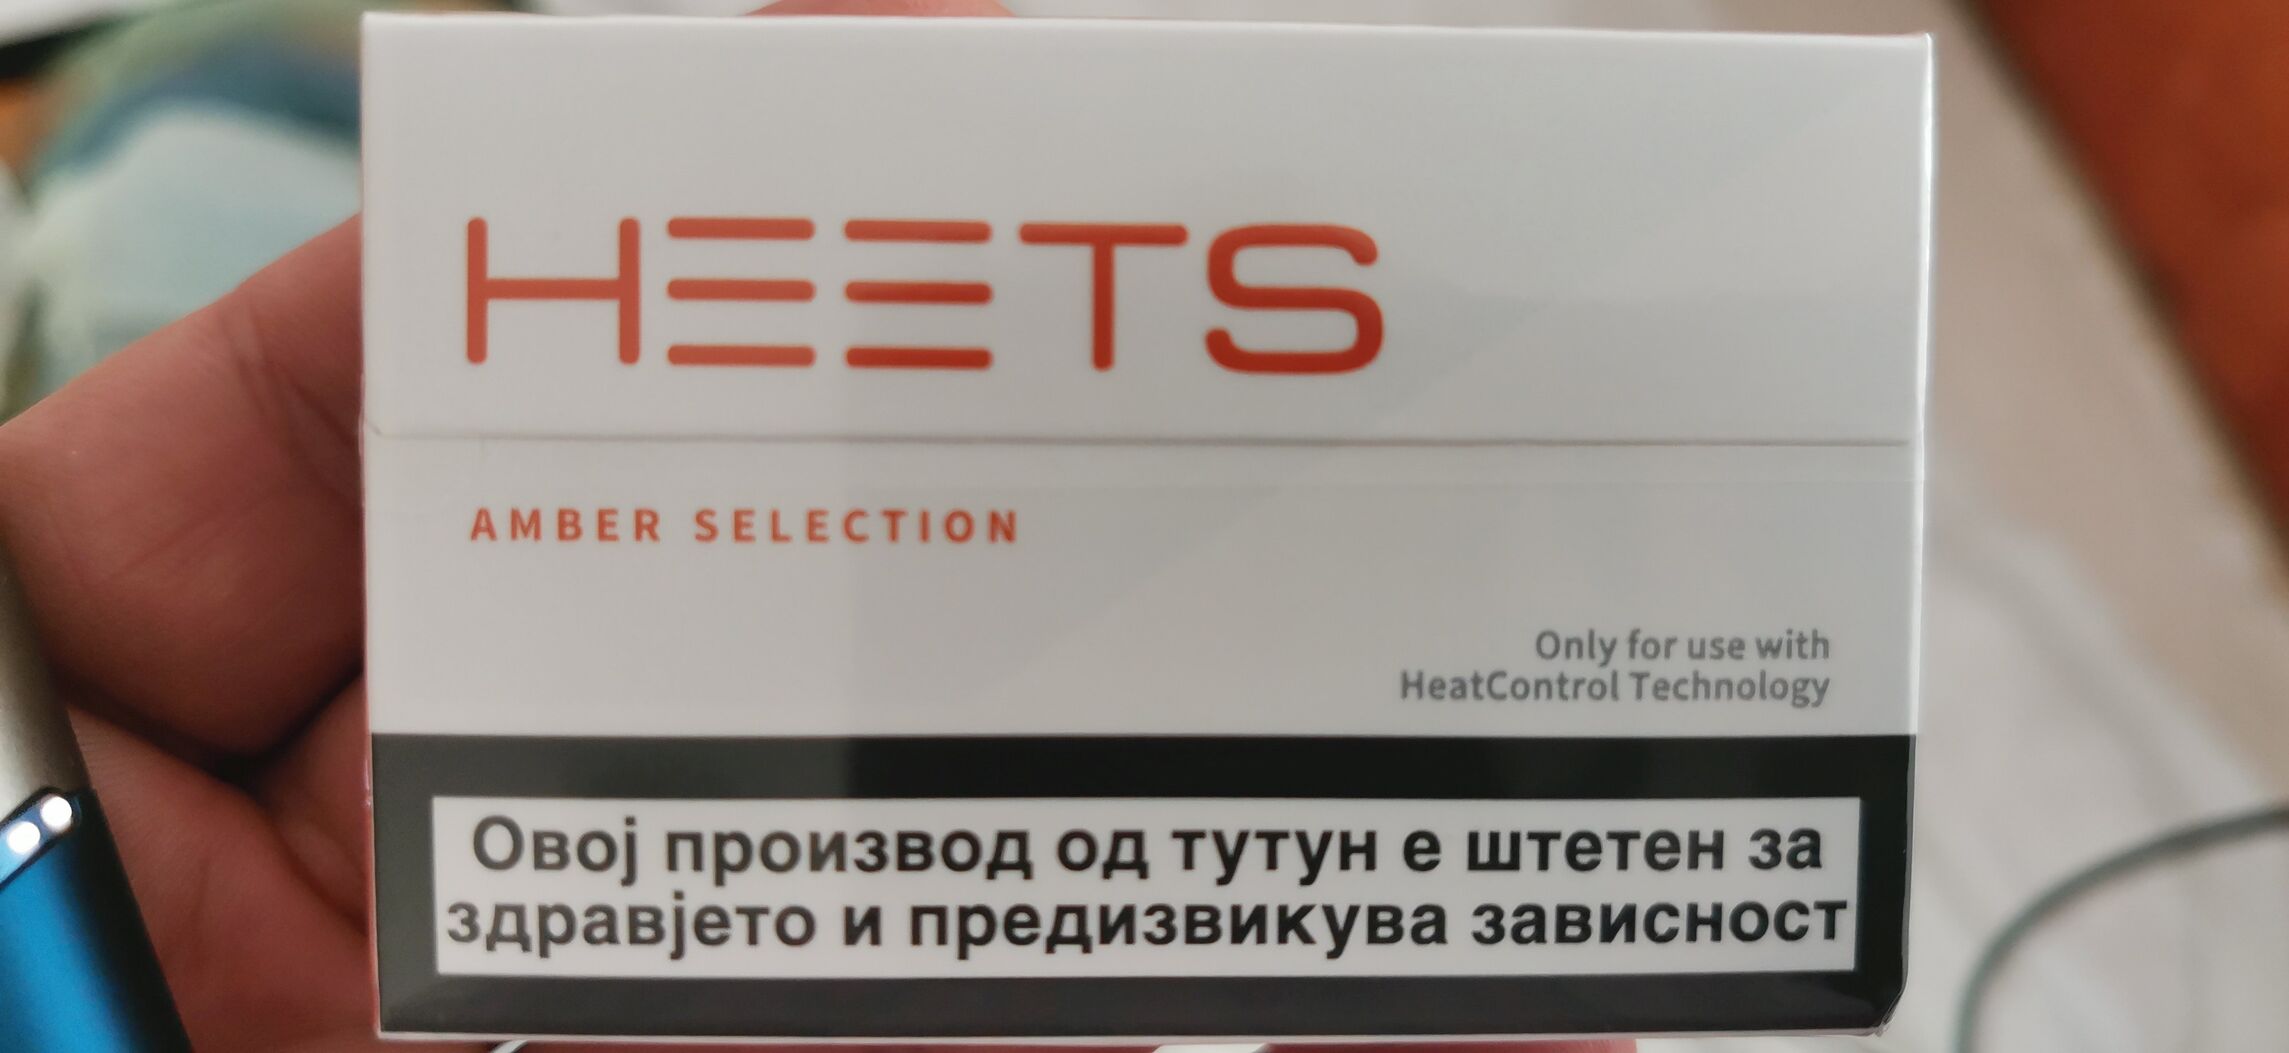 HEETS
AMBER SELECTION
Only for use with
HeatControl Technology
Овој производ од тутун е штетен за
здравјето и предизвикува зависност